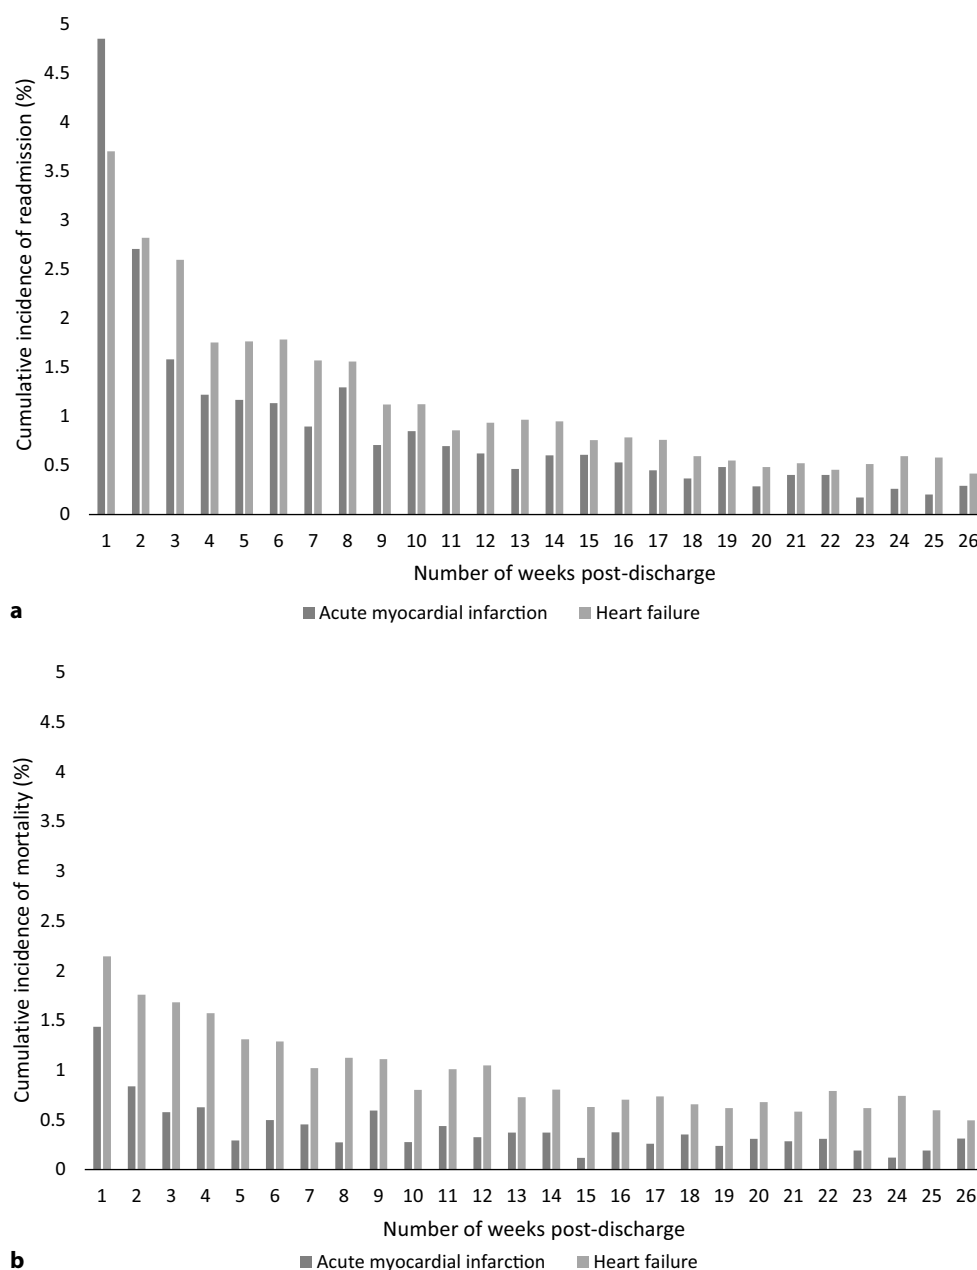 5
4.5
4
3.5
3
2.5
2
1.5
1
0.5
0
Cumulative incidence of readmission (%)
1 2 3 4 5 6 7 8 9 10 11 12 13 14 15 16 17 18 19 20 21 22 23 24 25 26
Number of weeks post-discharge
a
Acute myocardial infarction Heart failure
5
4.5
4
3.5
3
2.5
2
1.5
1
0.5
0
Cumulative incidence of mortality (%)
1 2 3 4 5 6 7 8 9 10 11 12 13 14 15 16 17 18 19 20 21 22 23 24 25 26
Number of weeks post-discharge
b
Acute myocardial infarction Heart failure